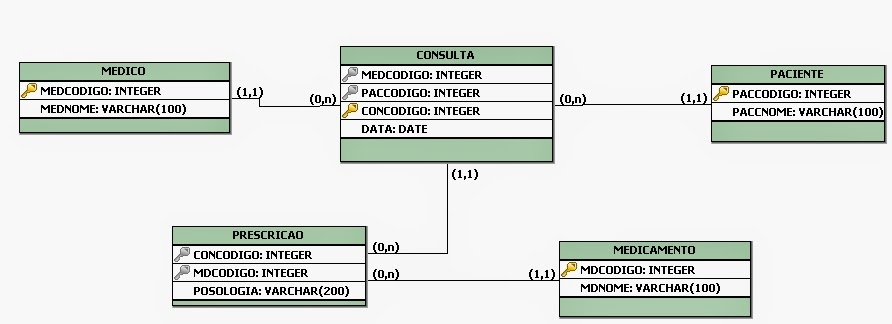 MEDICO
MEDCODIGO: INTEGER
MEDNOME: VARCHAR(100)
(1,1)
(0,n)
CONSULTA
MEDCODIGO: INTEGER
PACCODIGO: INTEGER
CONCODIGO: INTEGER
DATA: DATE
(0,n)
(1,1)
PACIENTE
PACCODIGO: INTEGER
PACCNOME: VARCHAR(100)
(1,1)
PRESCRICAO
CONCODIGO: INTEGER
MDCODIGO: INTEGER
POSOLOGIA: VARCHAR(200)
(0,n)
(0,n)
(1,1)
MEDICAMENTO
MDCODIGO: INTEGER
MDNOME: VARCHAR(100)